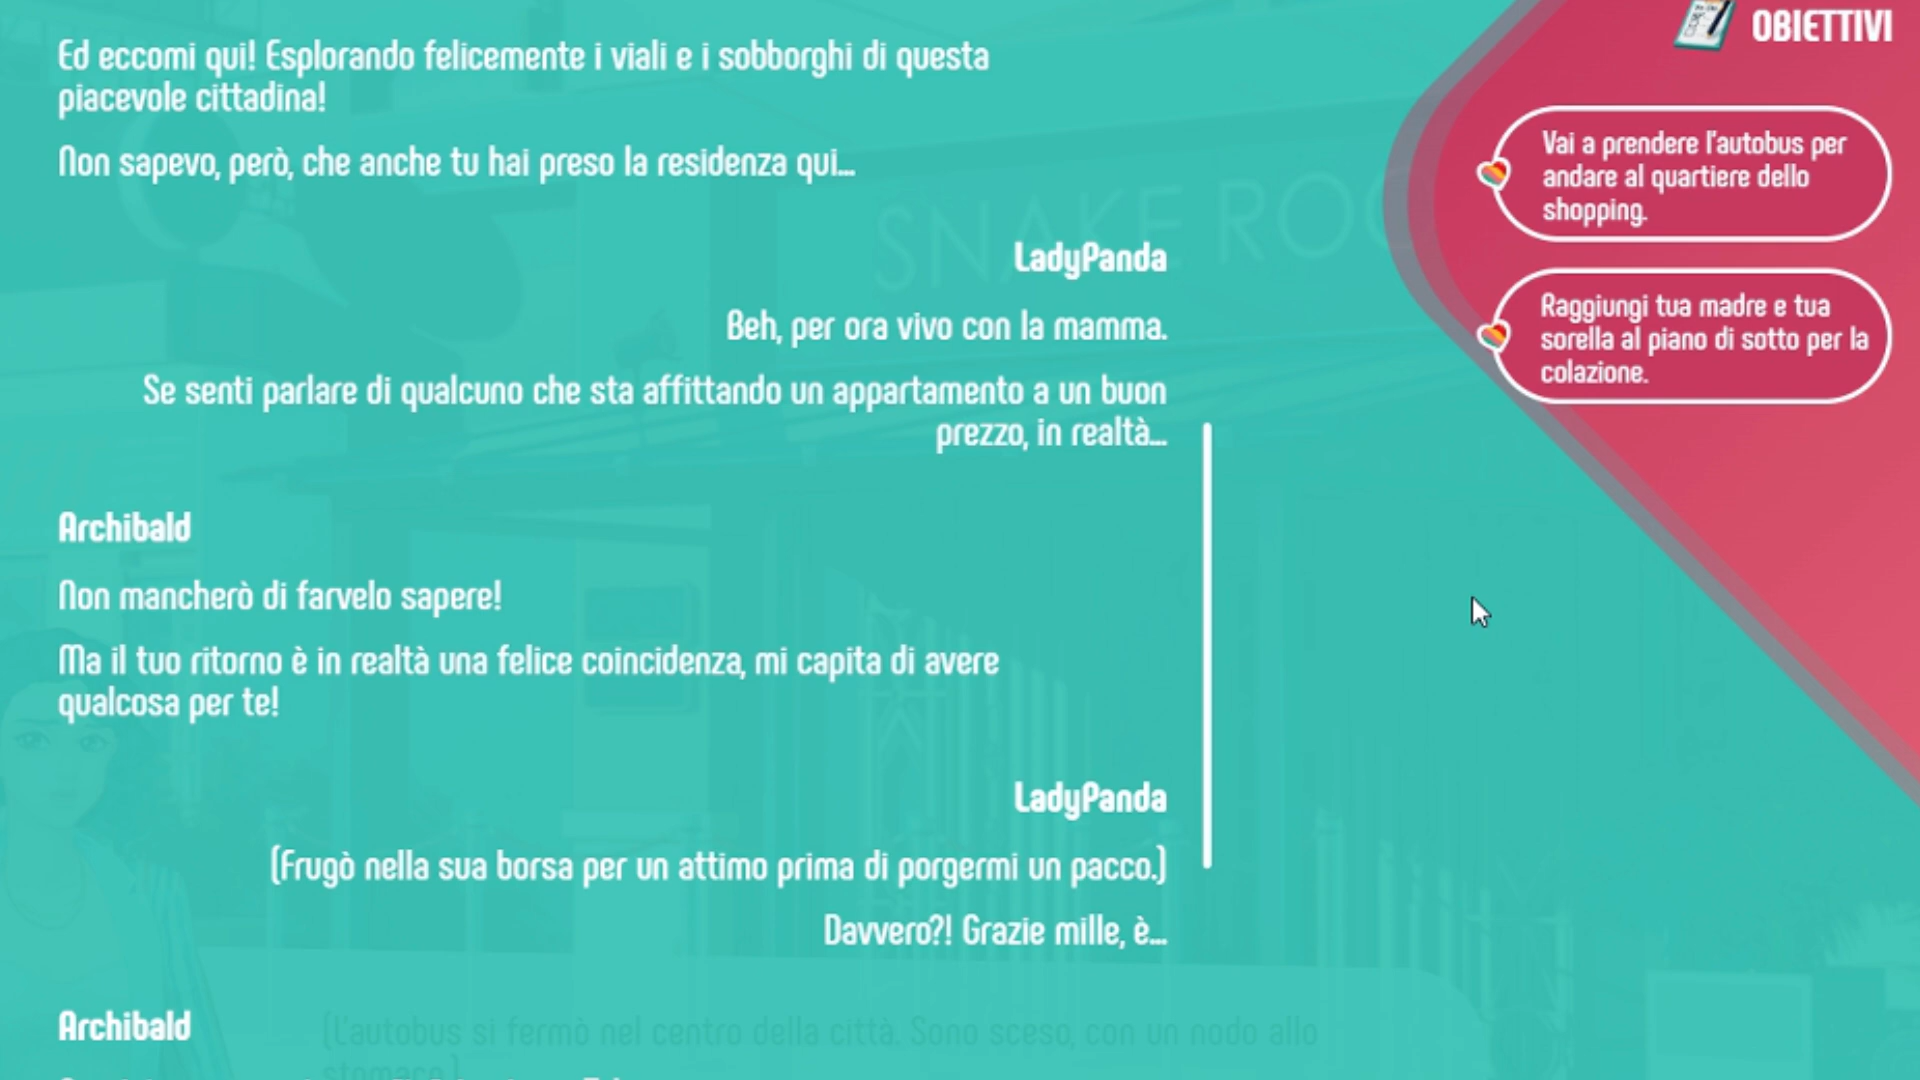 Ed eccomi qui! Esplorando felicemente i viali e i sobborghi di questa
piacevole cittadina!
Non sapevo, però, che anche tu hai preso la residenza qui...
LadyPanda
Beh, per ora vivo con la mamma.
Se senti parlare di qualcuno che sta affittando un appartamento a un buon
prezzo, in realtà...
Archibald
Non mancherò di farvelo sapere!
Ma il tuo ritorno è in realtà una felice coincidenza, mi capita di avere
qualcosa per te!
LadyPanda
(Frugò nella sua borsa per un attimo prima di porgermi un pacco.)
Davvero?! Grazie mille, è...
Archibald
(L'autobus si fermò nel centro della città. Sono sceso, con un nodo allo
stomaco.)
SNAKE
OBIETTIVI
Vai a prendere l'autobus per
andare al quartiere dello
shopping.
Raggiungi tua madre e tua
sorella al piano di sotto per la
colazione.